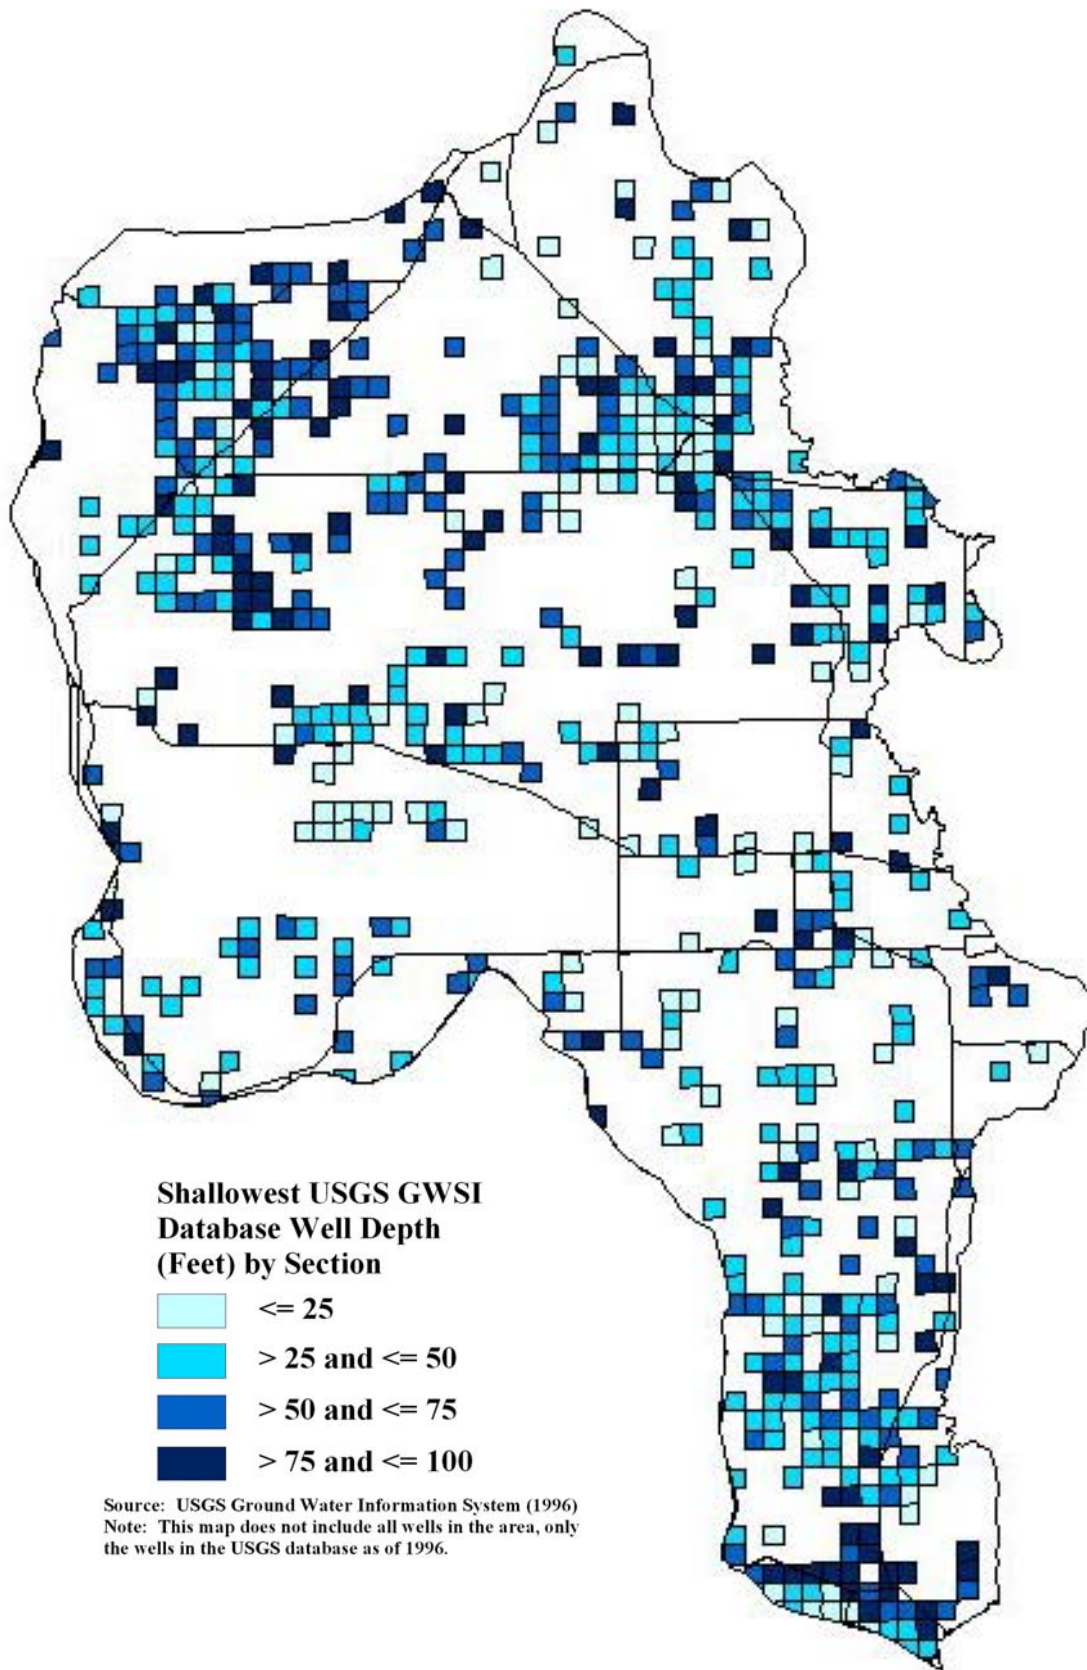 Shallowest USGS GWSI
Database Well Depth
(Feet) by Section
<= 25
> 25 and <= 50
> 50 and <= 75
> 75 and <= 100
Source: USGS Ground Water Information System (1996)
Note: This map does not include all wells in the area, only
the wells in the USGS database as of 1996.